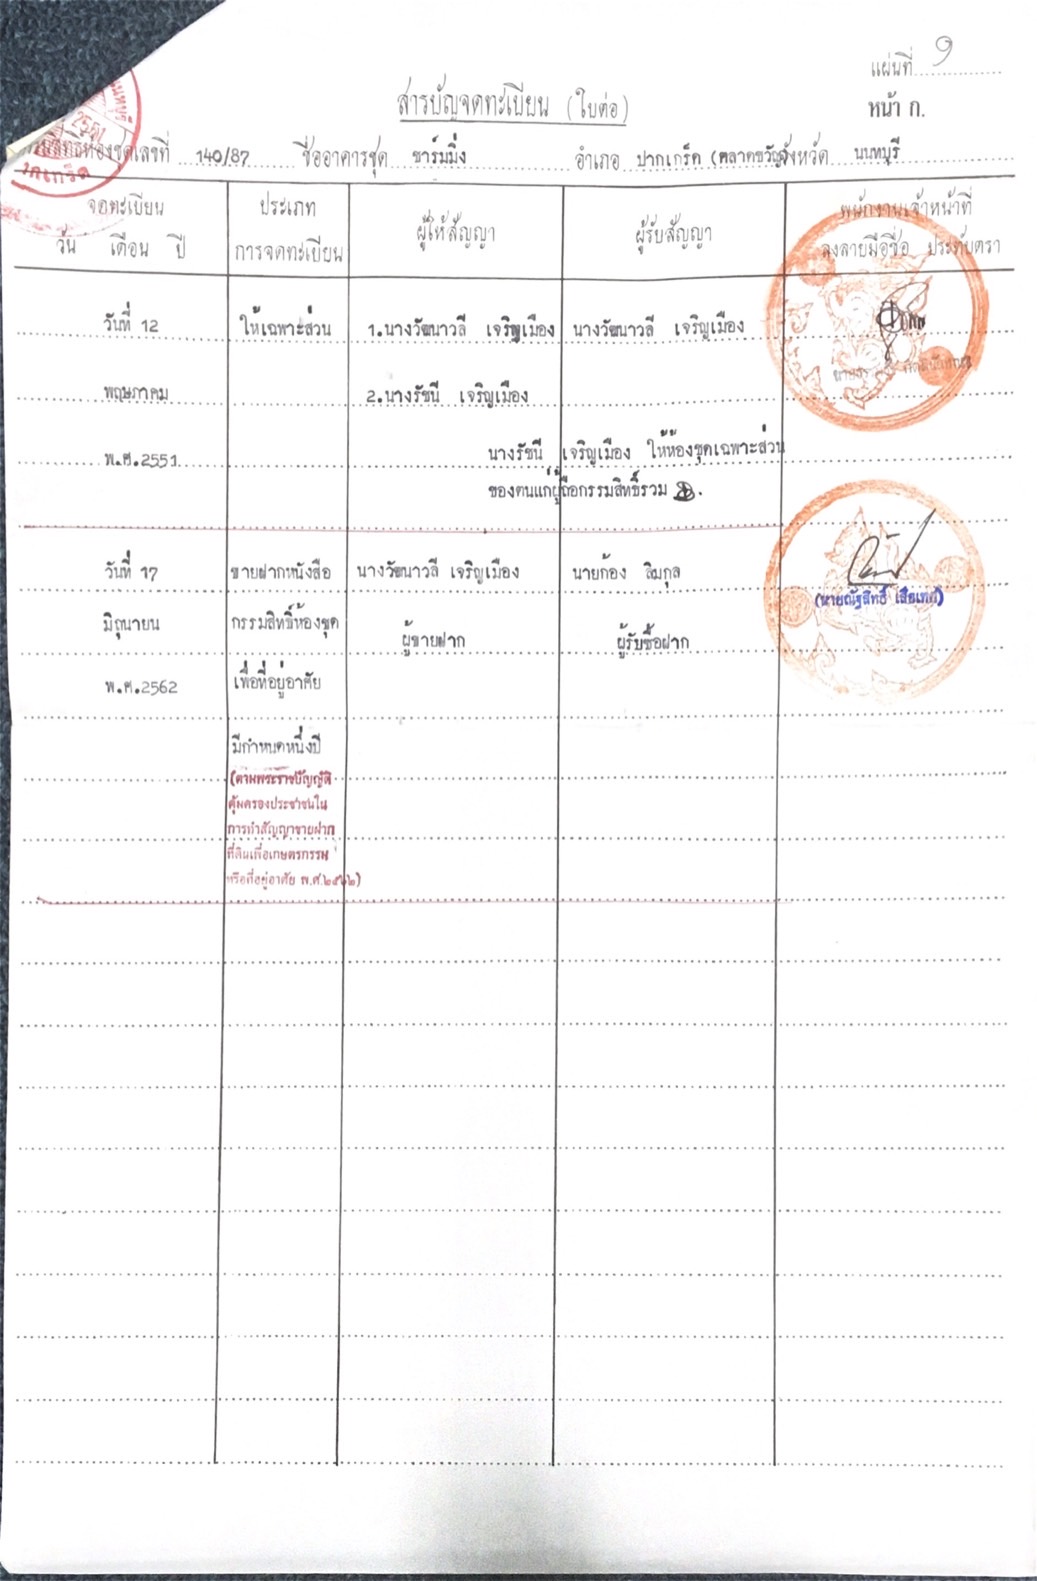 แผ่นที่ ๑
สารบัญจดทะเบียน (ใบต่อ)
หน้า ก.
สิทธิห้องชุดเลขที่ 140/87 ชื่ออาคารชุด ชาร์มมิ่ง อำเภอ ปากเกร็ด (ตลาดขวัญ) จังหวัด นนทบุรี
จดทะเบียน ประเภท ผู้ให้สัญญา ผู้รับสัญญา พนักงานเจ้าหน้าที่
วัน เดือน ปี การจดทะเบียน ลงลายมือชื่อ ประทับตรา
วันที่ 12 ให้เฉพาะส่วน 1.นางวัฒนาวลี เจริญเมือง นางวัฒนาวลี เจริญเมือง
พฤษภาคม 2.นางรัชนี เจริญเมือง
พ.ศ.2551 นางรัชนี เจริญเมือง ให้ห้องชุดเฉพาะส่วน
ของตนแก่ผู้ถือกรรมสิทธิ์รวม
วันที่ 17 ขายฝากหนังสือ นางวัฒนาวลี เจริญเมือง นายก้อง ลิมกุล
(นายณัฐสิทธิ์
มิถุนายน กรรมสิทธิ์ห้องชุด ผู้ขายฝาก ผู้รับซื้อฝาก
พ.ศ.2562 เพื่อที่อยู่อาศัย
มีกำหนดหนึ่งปี
(ตามพระราชบัญญัติ
คุ้มครองประชาชนใน
การทำสัญญาขายฝาก
ที่ดินเพื่อเกษตรกรรม
หรือที่อยู่อาศัย พ.ศ.๒๕๖๒)